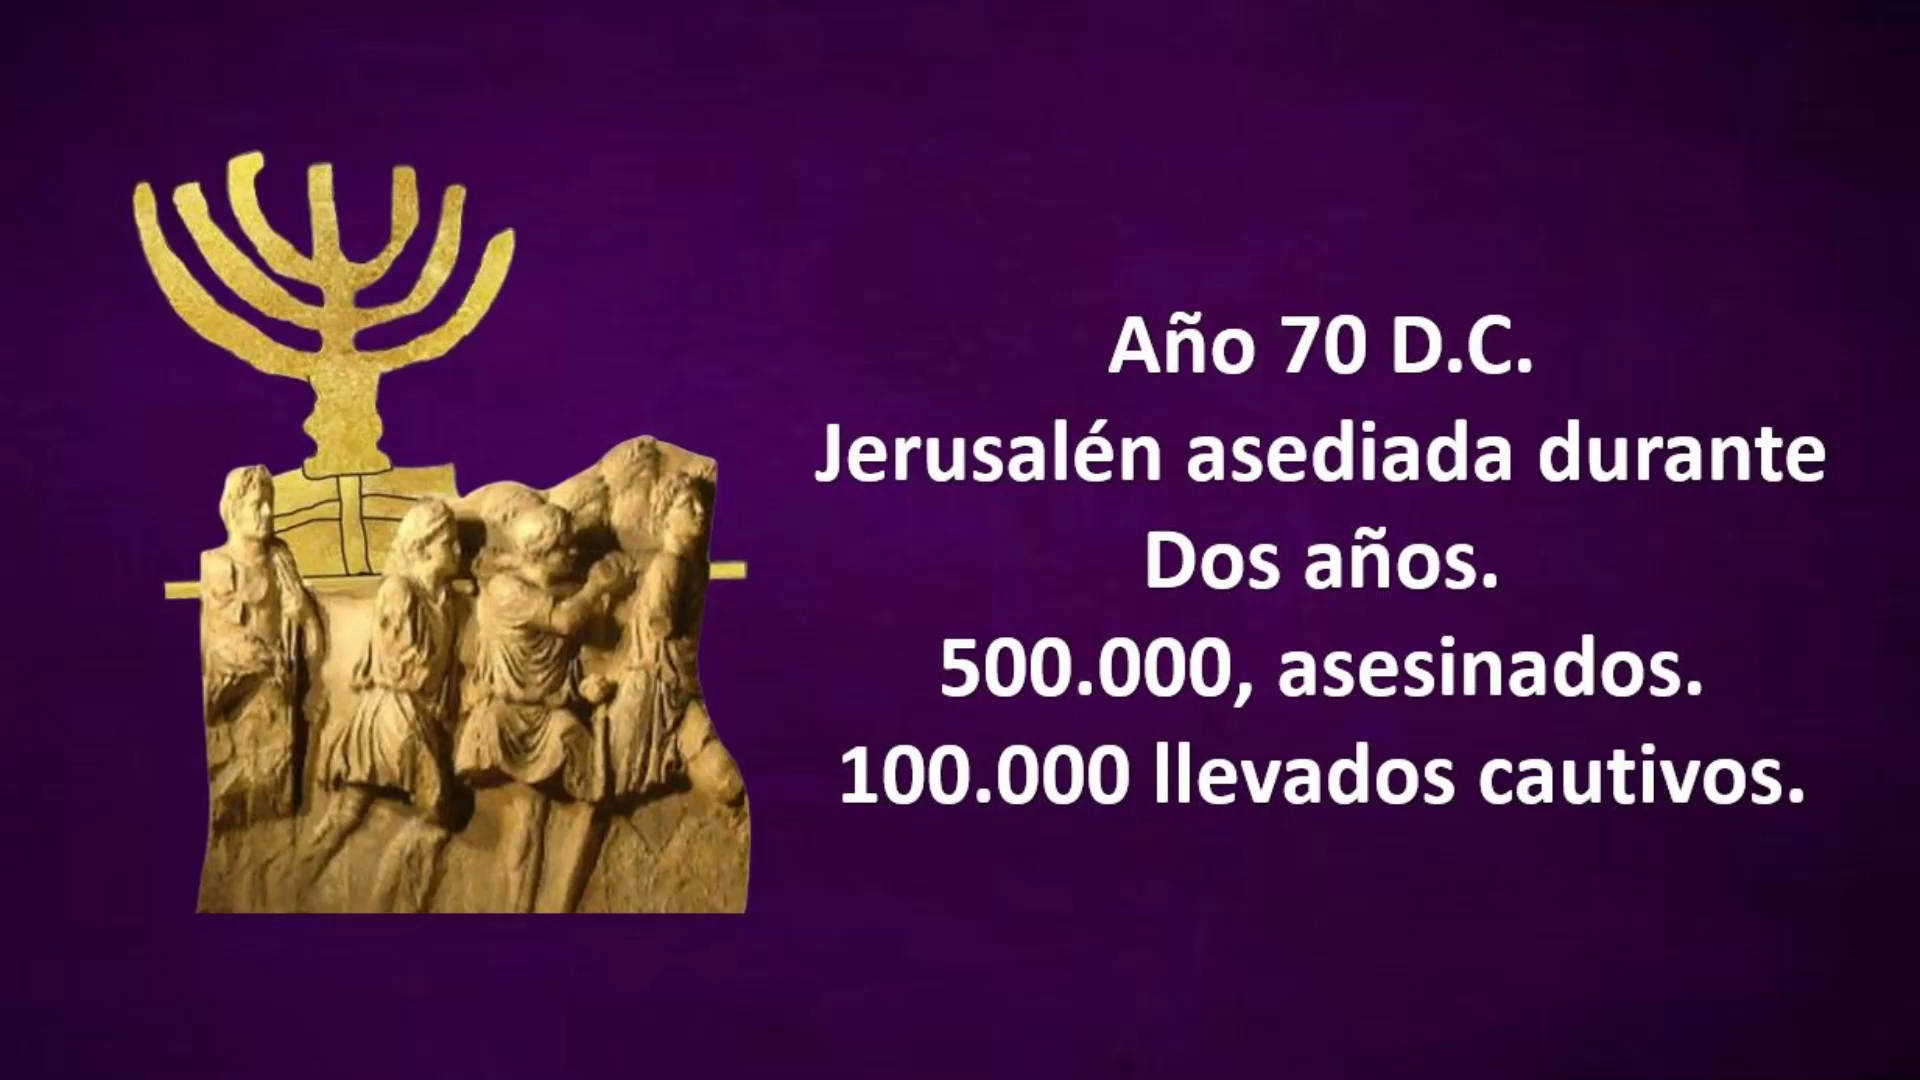 Año 70 D.C.
Jerusalén asediada durante
Dos años.
500.000, asesinados.
100.000 llevados cautivos.